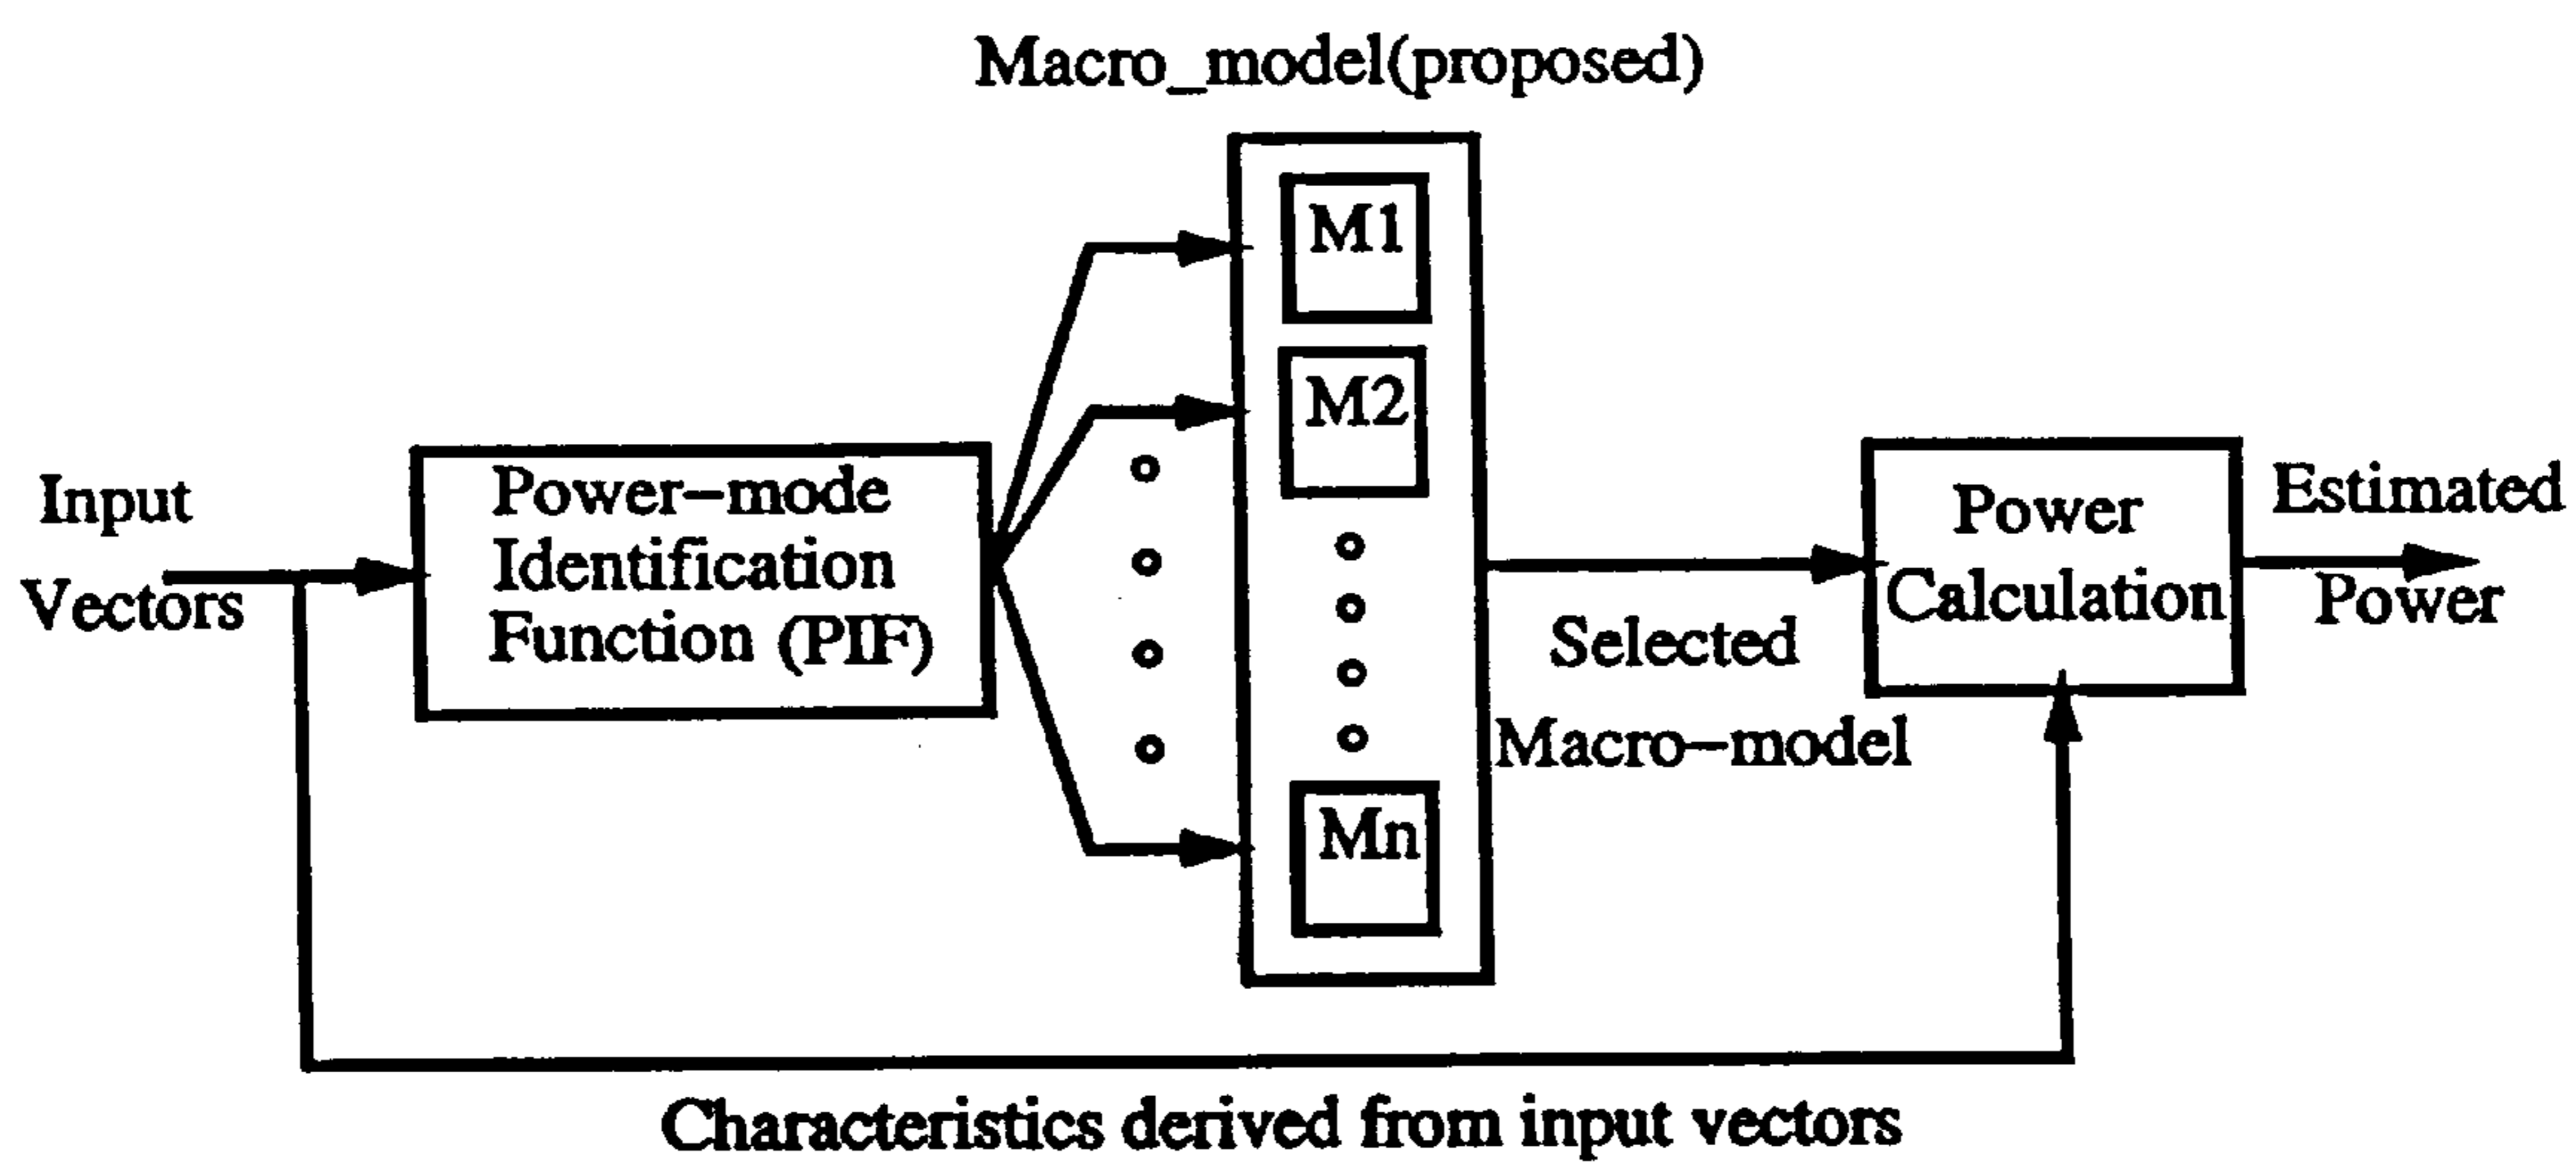 Macro_model(proposed)
M1
M2
Mn
Input
Vectors
Power-mode
Identification
Function (PIF)
Selected
Macro-model
Power
Calculation
Estimated
Power
Characteristics derived from input vectors